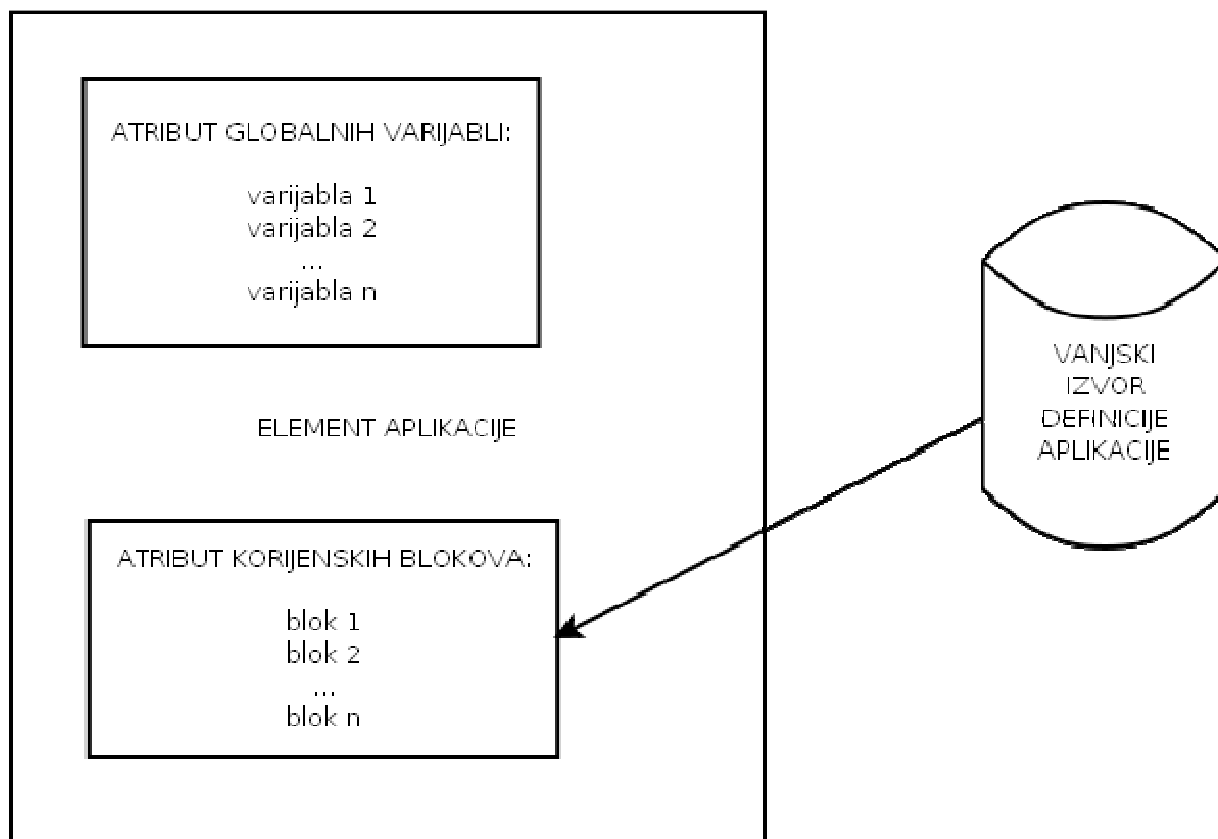 ATRIBUT GLOBALNIH VARIJABLI:
varijabla 1
varijabla 2
...
varijabla n
ELEMENT APLIKACIJE
ATRIBUT KORIJENSKIH BLOKOVA:
blok 1
blok 2
...
blok n
VANJSKI
IZVOR
DEFINICIJE
APLIKACIJE